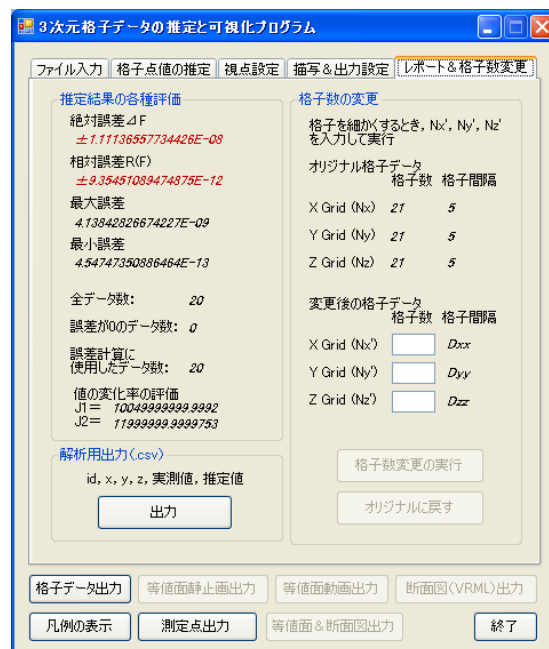 3次元格子データの推定と可視化プログラム
ファイル入力 格子点値の推定 視点設定 描写&出力設定 レポート&格子数変更
推定結果の各種評価
絶対誤差⊿F
±1.11136557734426E-08
相対誤差R(F)
±9.35451089474875E-12
最大誤差
4.13842826674227E-09
最小誤差
4.54747350886464E-13
全データ数: 20
誤差が0のデータ数: 0
誤差計算に
使用したデータ数: 20
値の変化率の評価
J1= 10049999999.9992
J2= 11999999.9999753
解析用出力(.csv)
id, x, y, z, 実測値, 推定値
出力
格子数の変更
格子を細かくするとき, Nx', Ny', Nz'
を入力して実行
オリジナル格子データ
格子数 格子間隔
X Grid (Nx) 21 5
Y Grid (Ny) 21 5
Z Grid (Nz) 21 5
変更後の格子データ
格子数 格子間隔
X Grid (Nx') Dxx
Y Grid (Ny') Dyy
Z Grid (Nz') Dzz
格子数変更の実行
オリジナルに戻す
格子データ出力 等値面静止画出力 等値面動画出力 断面図(VRML)出力
凡例の表示 測定点出力 等値面&断面図出力 終了